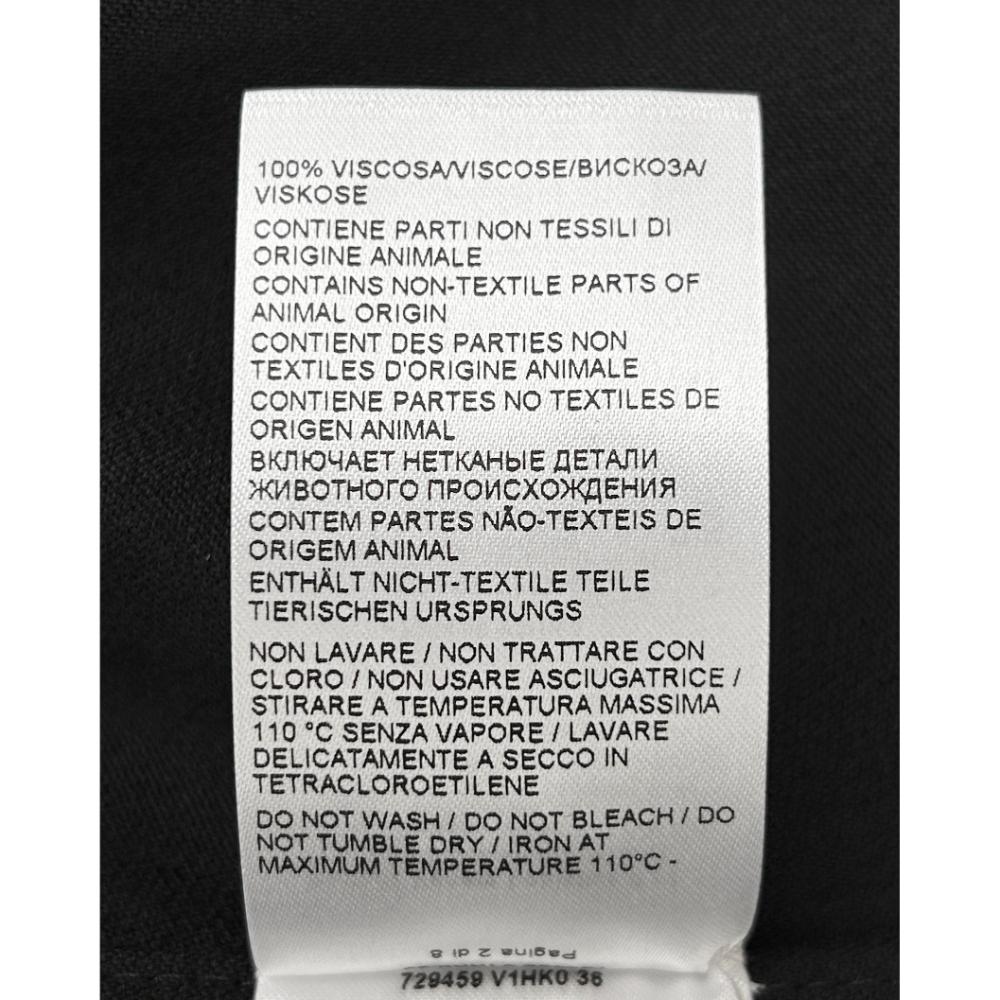 100% VISCOSA/VISCOSE/ВИСКОЗА/
VISKOSE
CONTIENE PARTI NON TESSILI DI
ORIGINE ANIMALE
CONTAINS NON-TEXTILE PARTS OF
ANIMAL ORIGIN
CONTIENT DES PARTIES NON
TEXTILES D'ORIGINE ANIMALE
CONTIENE PARTES NO TEXTILES DE
ORIGEN ANIMAL
ВКЛЮЧАЕТ НЕТКАНЫЕ ДЕТАЛИ
ЖИВОТНОГО ПРОИСХОЖДЕНИЯ
CONTEM PARTES NÃO-TEXTEIS DE
ORIGEM ANIMAL
ENTHÄLT NICHT-TEXTILE TEILE
TIERISCHEN URSPRUNGS
NON LAVARE / NON TRATTARE CON
CLORO / NON USARE ASCIUGATRICE /
STIRARE A TEMPERATURA MASSIMA
110 °C SENZA VAPORE / LAVARE
DELICATAMENTE A SECCO IN
TETRACLOROETILENE
DO NOT WASH / DO NOT BLEACH / DO
NOT TUMBLE DRY / IRON AT
MAXIMUM TEMPERATURE 110°C -
Pagina 2 di 8
729459 V1HK0 36